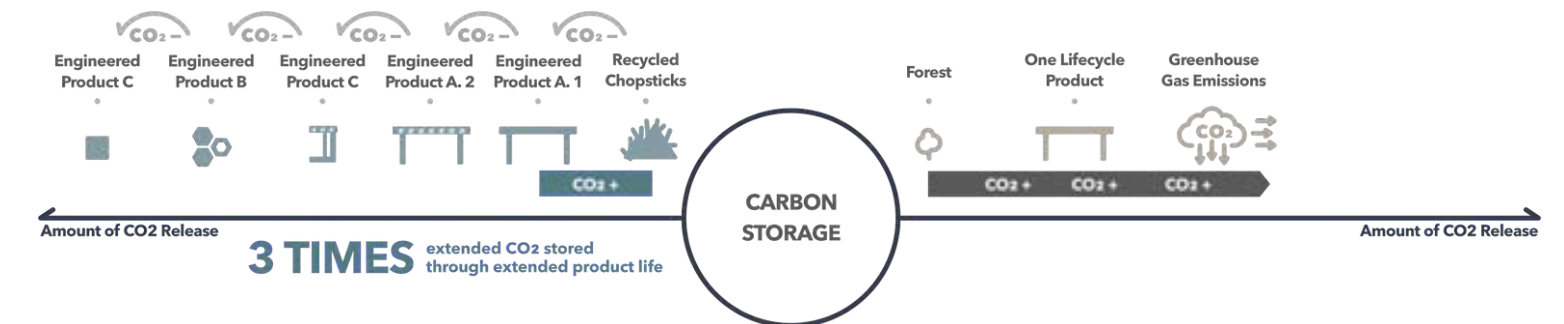 CO2 –
CO2 –
CO2 –
CO2 –
CO2 –
Engineered
Product C
Engineered
Product B
Engineered
Product C
Engineered
Product A. 2
Engineered
Product A. 1
Recycled
Chopsticks
CO2 +
Amount of CO2 Release
3 TIMES
extended CO2 stored
through extended product life
CARBON
STORAGE
Forest
One Lifecycle
Product
Greenhouse
Gas Emissions
CO2
CO2 +
CO2 +
CO2 +
Amount of CO2 Release